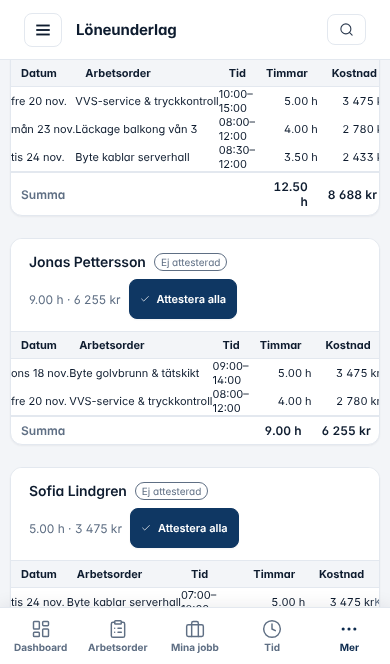 Löneunderlag
Datum Arbetsorder Tid Timmar Kostnad
fre 20 nov. VVS-service & tryckkontroll 10:00–15:00 5.00 h 3 475 k
mån 23 nov. Läckage balkong vån 3 08:00–12:00 4.00 h 2 780 k
tis 24 nov. Byte kablar serverhall 08:30–12:00 3.50 h 2 433 k
Summa 12.50 h 8 688 kr
Jonas Pettersson Ej attesterad
9.00 h · 6 255 kr Attestera alla
Datum Arbetsorder Tid Timmar Kostnad
ons 18 nov. Byte golvbrunn & tätskikt 09:00–14:00 5.00 h 3 475 kr
fre 20 nov. VVS-service & tryckkontroll 08:00–12:00 4.00 h 2 780 kr
Summa 9.00 h 6 255 kr
Sofia Lindgren Ej attesterad
5.00 h · 3 475 kr Attestera alla
Datum Arbetsorder Tid Timmar Kostnad
tis 24 nov. Byte kablar serverhall 07:00– 5.00 h 3 475 kr
Dashboard Arbetsorder Mina jobb Tid Mer